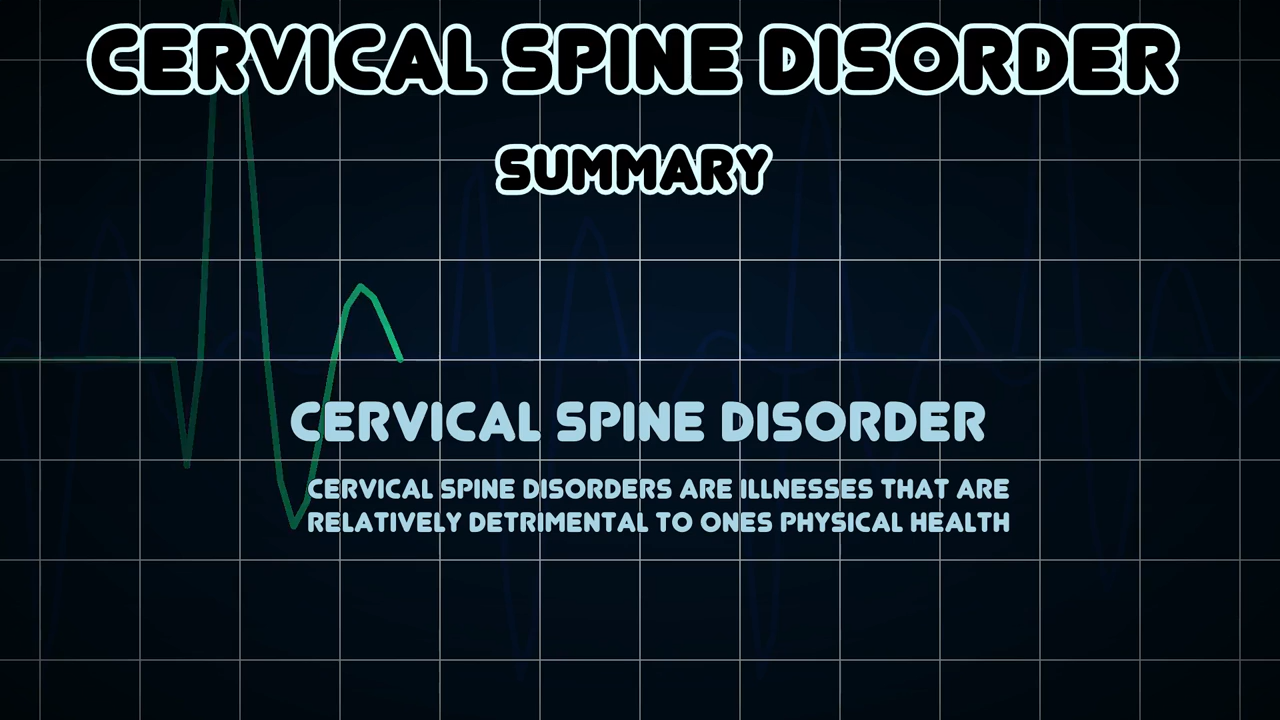 CERVICAL SPINE DISORDER
SUMMARY
CERVICAL SPINE DISORDER
CERVICAL SPINE DISORDERS ARE ILLNESSES THAT ARE
RELATIVELY DETRIMENTAL TO ONES PHYSICAL HEALTH